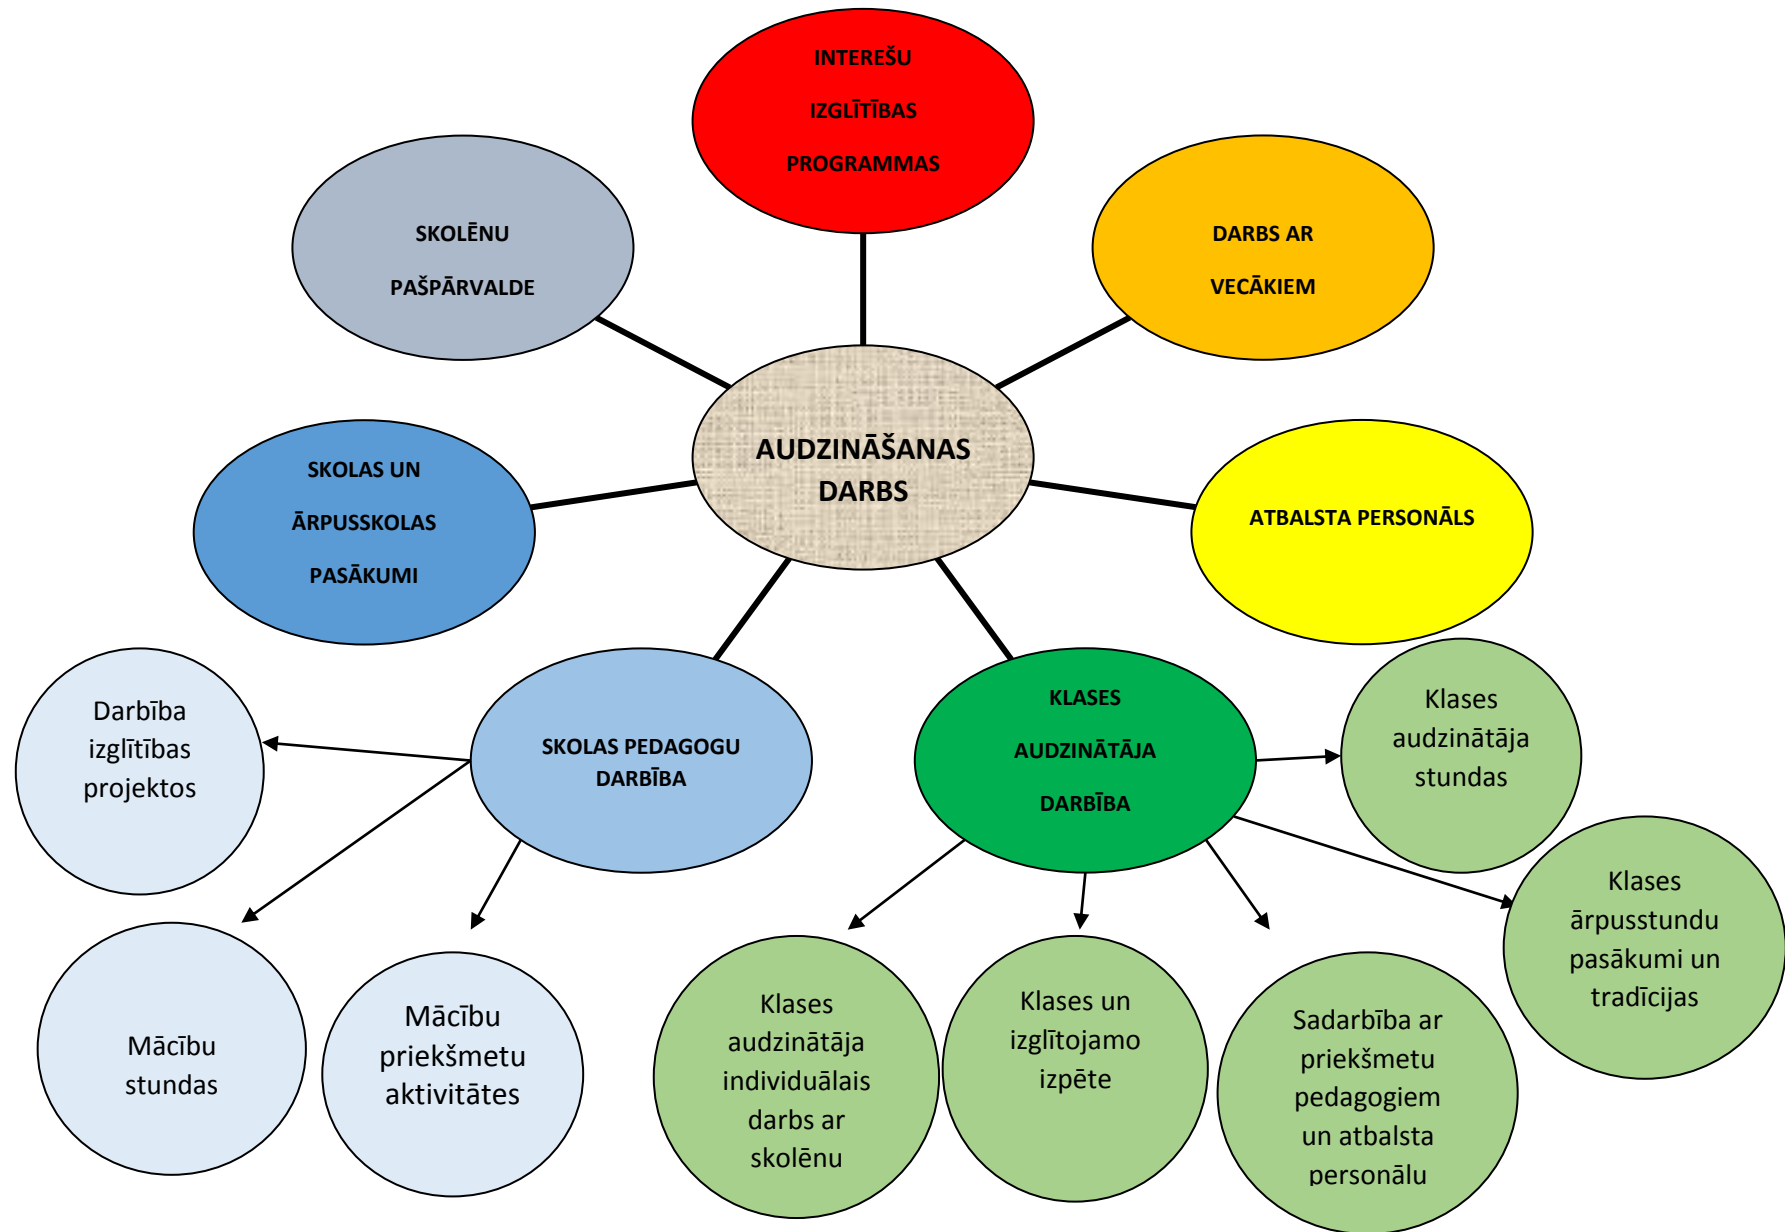 INTEREŠU
IZGLĪTĪBAS
PROGRAMMAS
SKOLĒNU
PAŠPĀRVALDE
DARBS AR
VECĀKIEM
AUDZINĀŠANAS
DARBS
SKOLAS UN
ĀRPUSSKOLAS
PASĀKUMI
ATBALSTA PERSONĀLS
SKOLAS PEDAGOGU
DARBĪBA
KLASES
AUDZINĀTĀJA
DARBĪBA
Darbība
izglītības
projektos
Mācību
stundas
Mācību
priekšmetu
aktivitātes
Klases
audzinātāja
individuālais
darbs ar
skolēnu
Klases un
izglītojamo
izpēte
Sadarbība ar
priekšmetu
pedagogiem
un atbalsta
personālu
Klases
ārpusstundu
pasākumi un
tradīcijas
Klases
audzinātāja
stundas